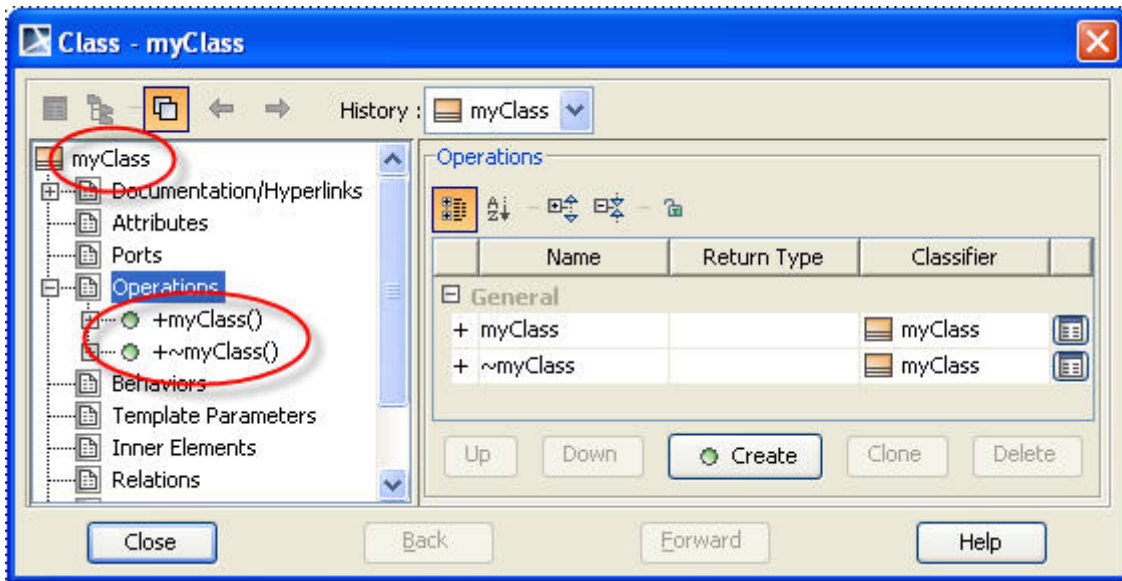 Class - myClass
History : myClass
myClass
Documentation/Hyperlinks
Attributes
Ports
Operations
+myClass()
+~myClass()
Behaviors
Template Parameters
Inner Elements
Relations
Operations
Name Return Type Classifier
General
+ myClass myClass
+ ~myClass myClass
Up Down Create Clone Delete
Close Back Forward Help